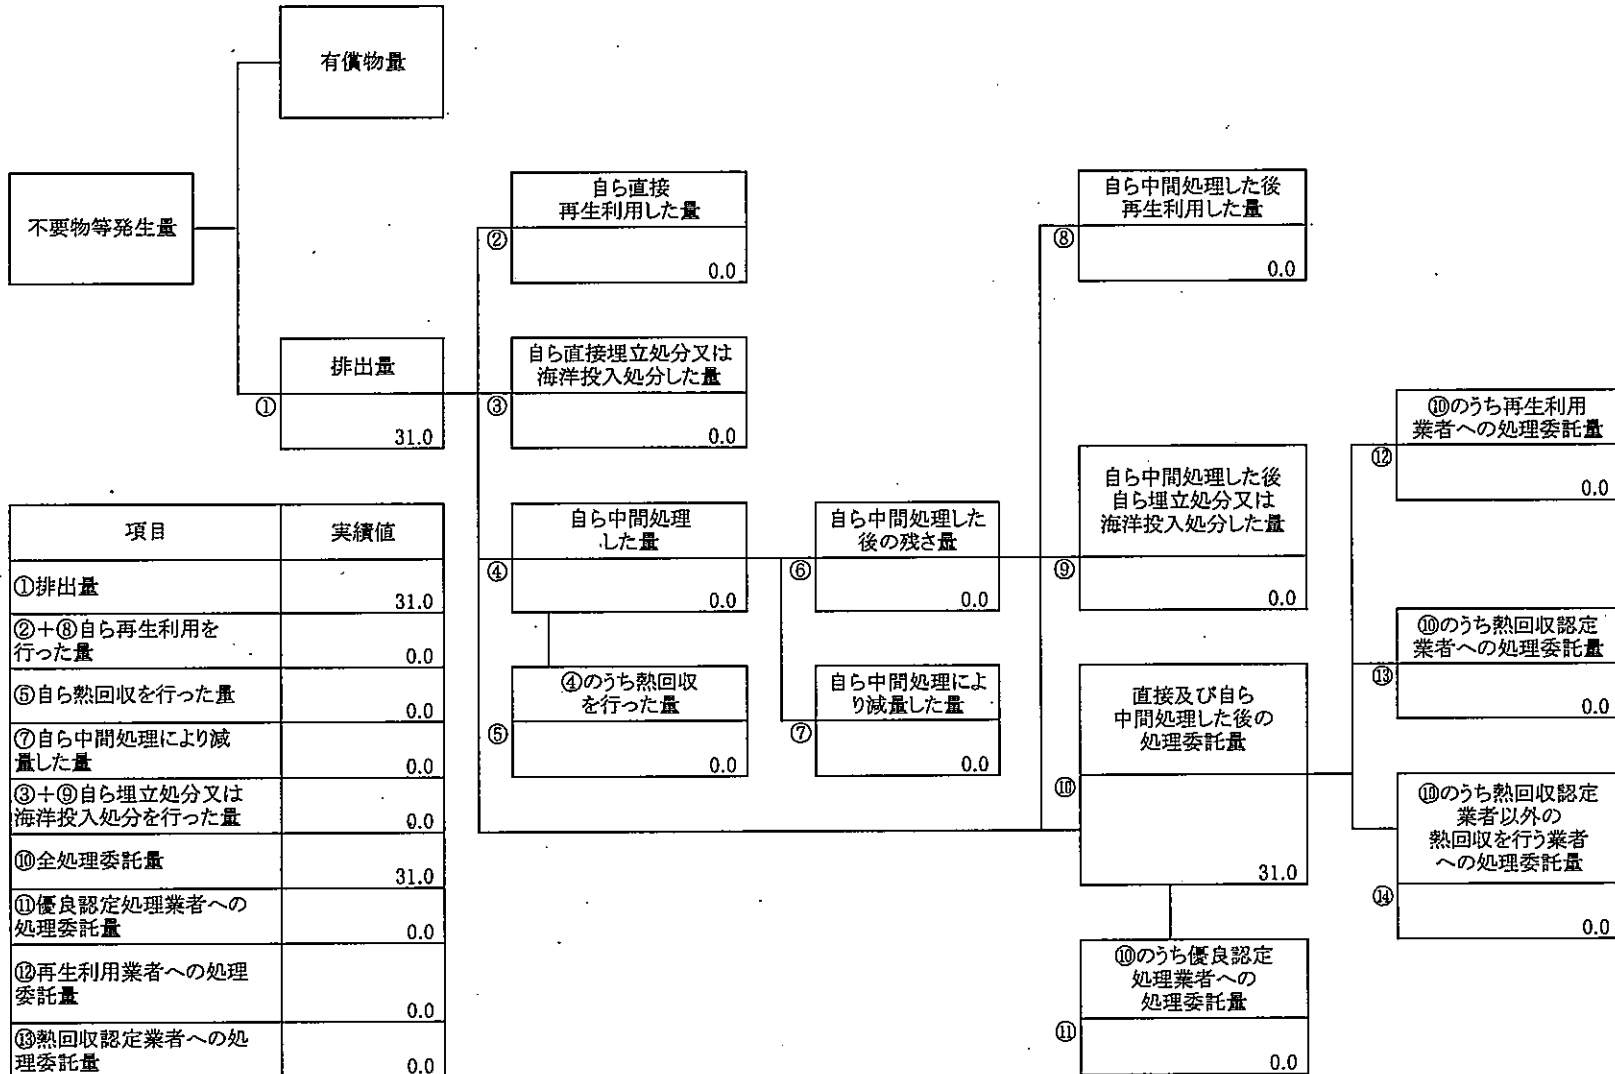 有償物量
不要物等発生量
排出量
①
31.0
自ら直接
再生利用した量
②
0.0
自ら直接埋立処分又は
海洋投入処分した量
③
0.0
自ら中間処理
した量
④
0.0
④のうち熱回収
を行った量
⑤
0.0
自ら中間処理した
後の残さ量
⑥
0.0
自ら中間処理によ
り減量した量
⑦
0.0
自ら中間処理した後
再生利用した量
⑧
0.0
自ら中間処理した後
自ら埋立処分又は
海洋投入処分した量
⑨
0.0
直接及び自ら
中間処理した後の
処理委託量
⑩
31.0
⑩のうち優良認定
処理業者への
処理委託量
⑪
0.0
⑩のうち再生利用
業者への処理委託量
⑫
0.0
⑩のうち熱回収認定
業者への処理委託量
⑬
0.0
⑩のうち熱回収認定
業者以外の
熱回収を行う業者
への処理委託量
⑭
0.0
項目 実績値
①排出量
31.0
②+⑧自ら再生利用を
行った量
0.0
⑤自ら熱回収を行った量
0.0
⑦自ら中間処理により減
量した量
0.0
③+⑨自ら埋立処分又は
海洋投入処分を行った量
0.0
⑩全処理委託量
31.0
⑪優良認定処理業者への
処理委託量
0.0
⑫再生利用業者への処理
委託量
0.0
⑬熱回収認定業者への処
理委託量
0.0